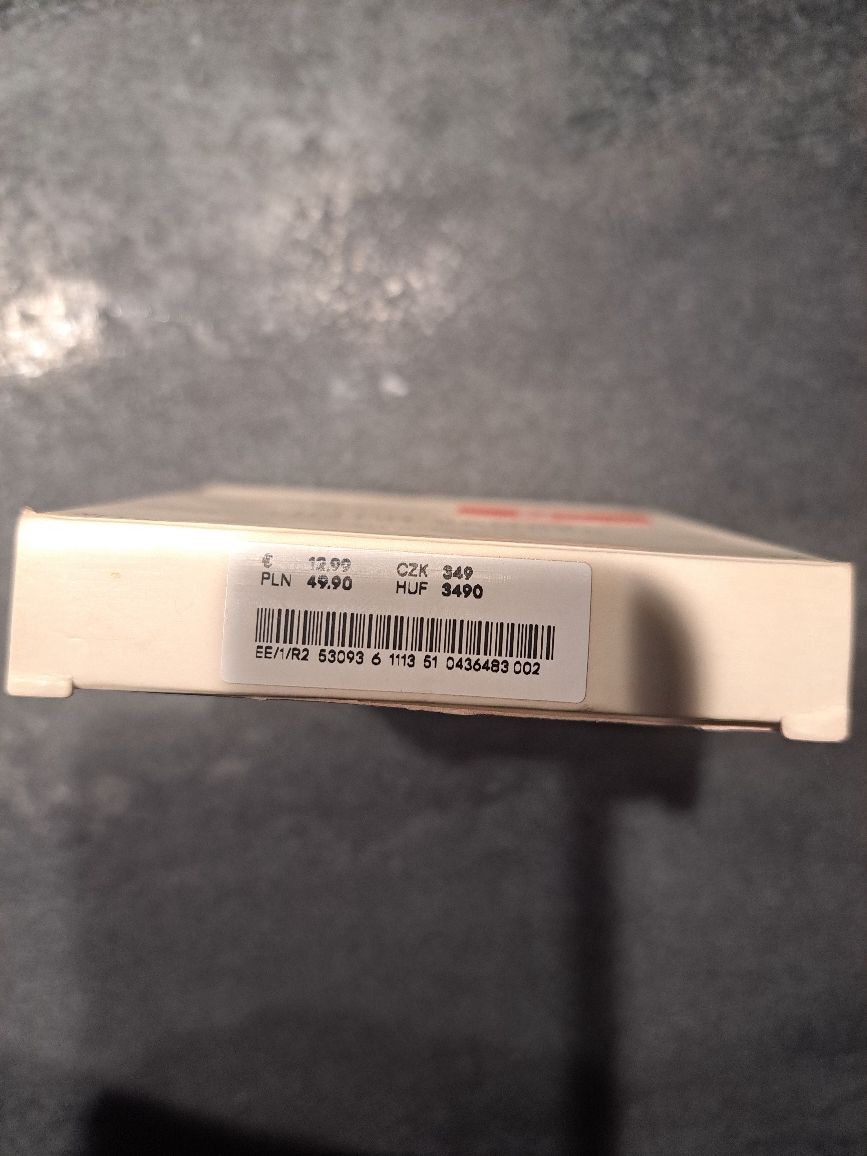 € 12.99 CZK 349
PLN 49.90 HUF 3490
EE/1/R2 53093 6 1113 51 0436483 002